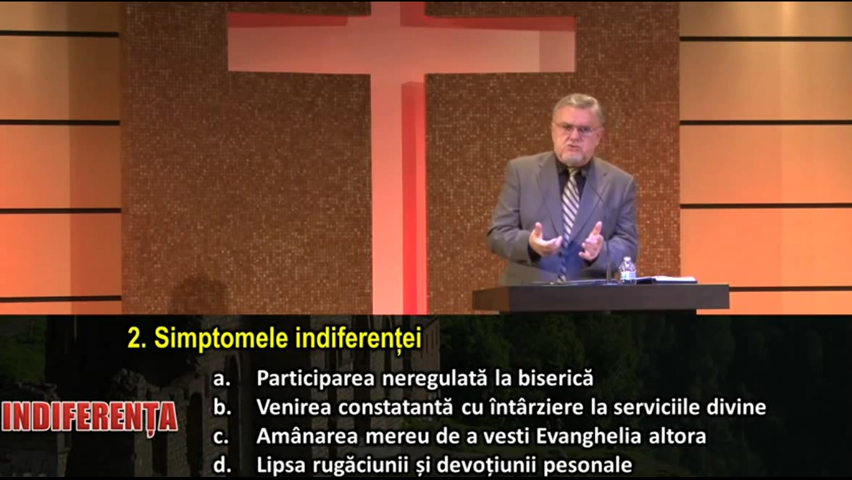 2. Simptomele indiferenței
a. Participarea neregulată la biserică
INDIFERENȚA
b. Venirea constatantă cu întârziere la serviciile divine
c. Amânarea mereu de a vesti Evanghelia altora
d. Lipsa rugăciunii și devoțiunii pesonale